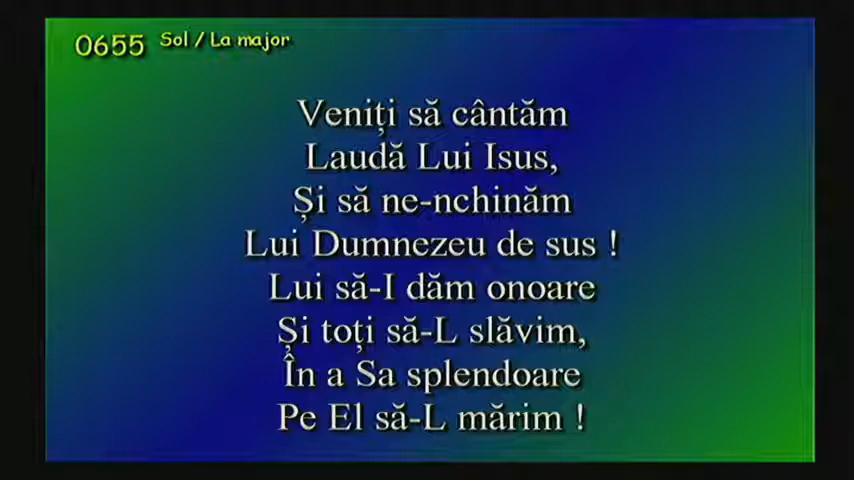 0655 Sol / La major
Veniți să cântăm
Laudă Lui Isus,
Și să ne-nchinăm
Lui Dumnezeu de sus !
Lui să-I dăm onoare
Și toți să-L slăvim,
În a Sa splendoare
Pe El să-L mărim !